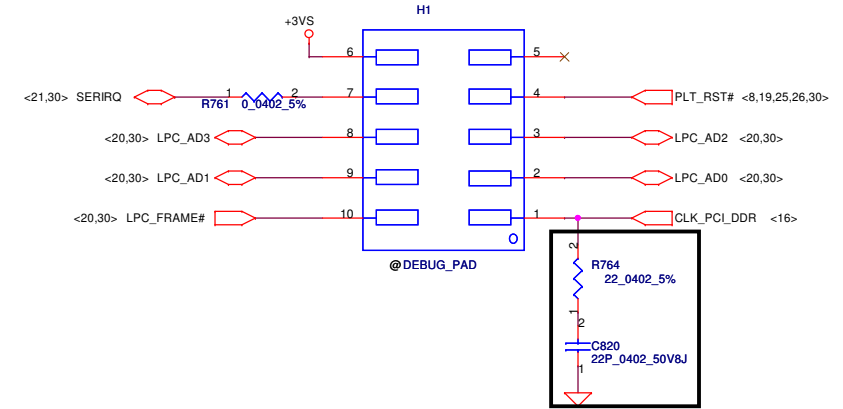 H1
+3VS
6
5
<21,30> SERIRQ
1
2
7
R761 0_0402_5%
4
PLT_RST# <8,19,25,26,30>
<20,30> LPC_AD3
8
3
LPC_AD2 <20,30>
<20,30> LPC_AD1
9
2
LPC_AD0 <20,30>
<20,30> LPC_FRAME#
10
1
CLK_PCI_DDR <16>
@DEBUG_PAD
2
R764
22_0402_5%
1
2
C820
22P_0402_50V8J
1